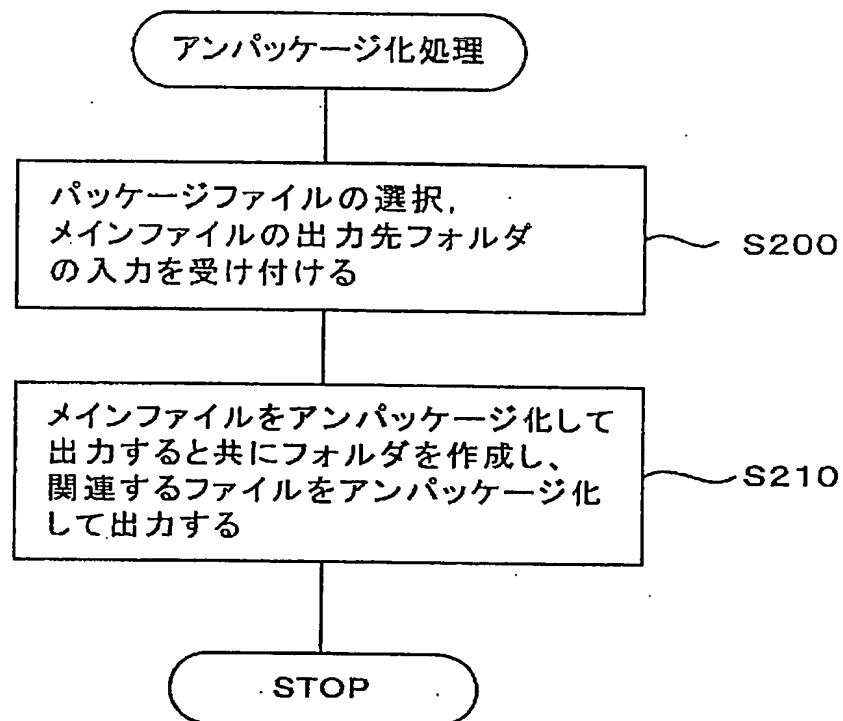 アンパッケージ化処理
パッケージファイルの選択,
メインファイルの出力先フォルダ
の入力を受け付ける
S200
メインファイルをアンパッケージ化して
出力すると共にフォルダを作成し、
関連するファイルをアンパッケージ化
して出力する
S210
STOP